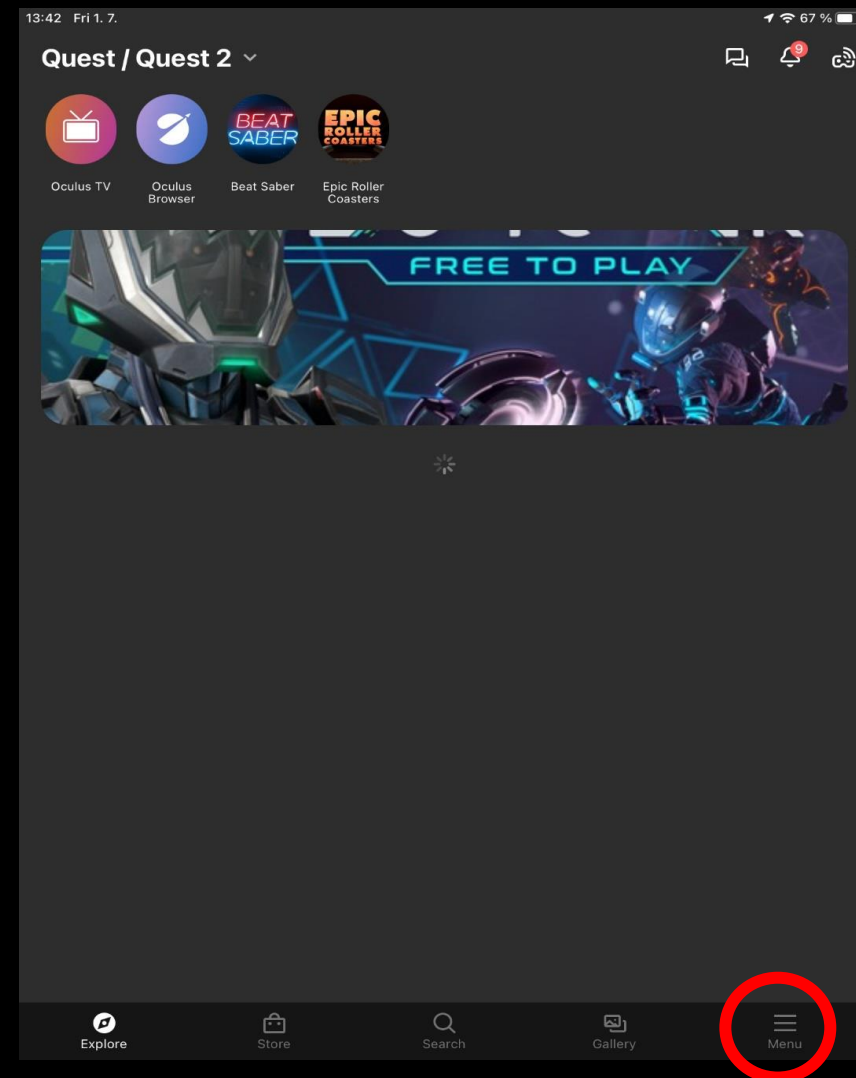 13:42 Fri 1. 7.
67 %
Quest / Quest 2
9
BEAT
SABER
EPIC
ROLLER
COASTERS
Oculus TV
Oculus
Browser
Beat Saber
Epic Roller
Coasters
FREE TO PLAY
Explore
Store
Search
Gallery
Menu